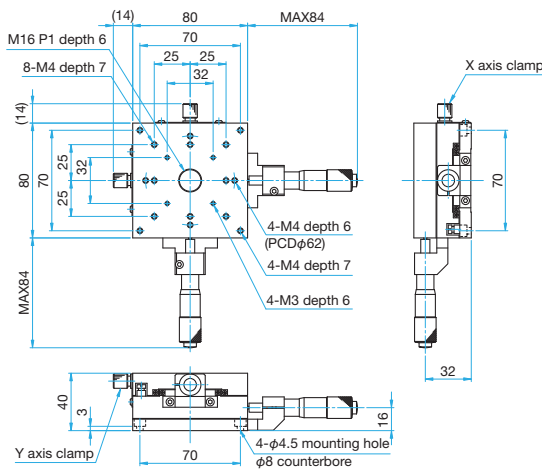 (14)
80
MAX84
70
M16 P1 depth 6
25
25
8-M4 depth 7
32
X axis clamp
(14)
80
70
25
32
25
70
4-M4 depth 6
(PCDφ62)
4-M4 depth 7
4-M3 depth 6
MAX84
32
40
3
16
Y axis clamp
70
4-φ4.5 mounting hole
φ8 counterbore